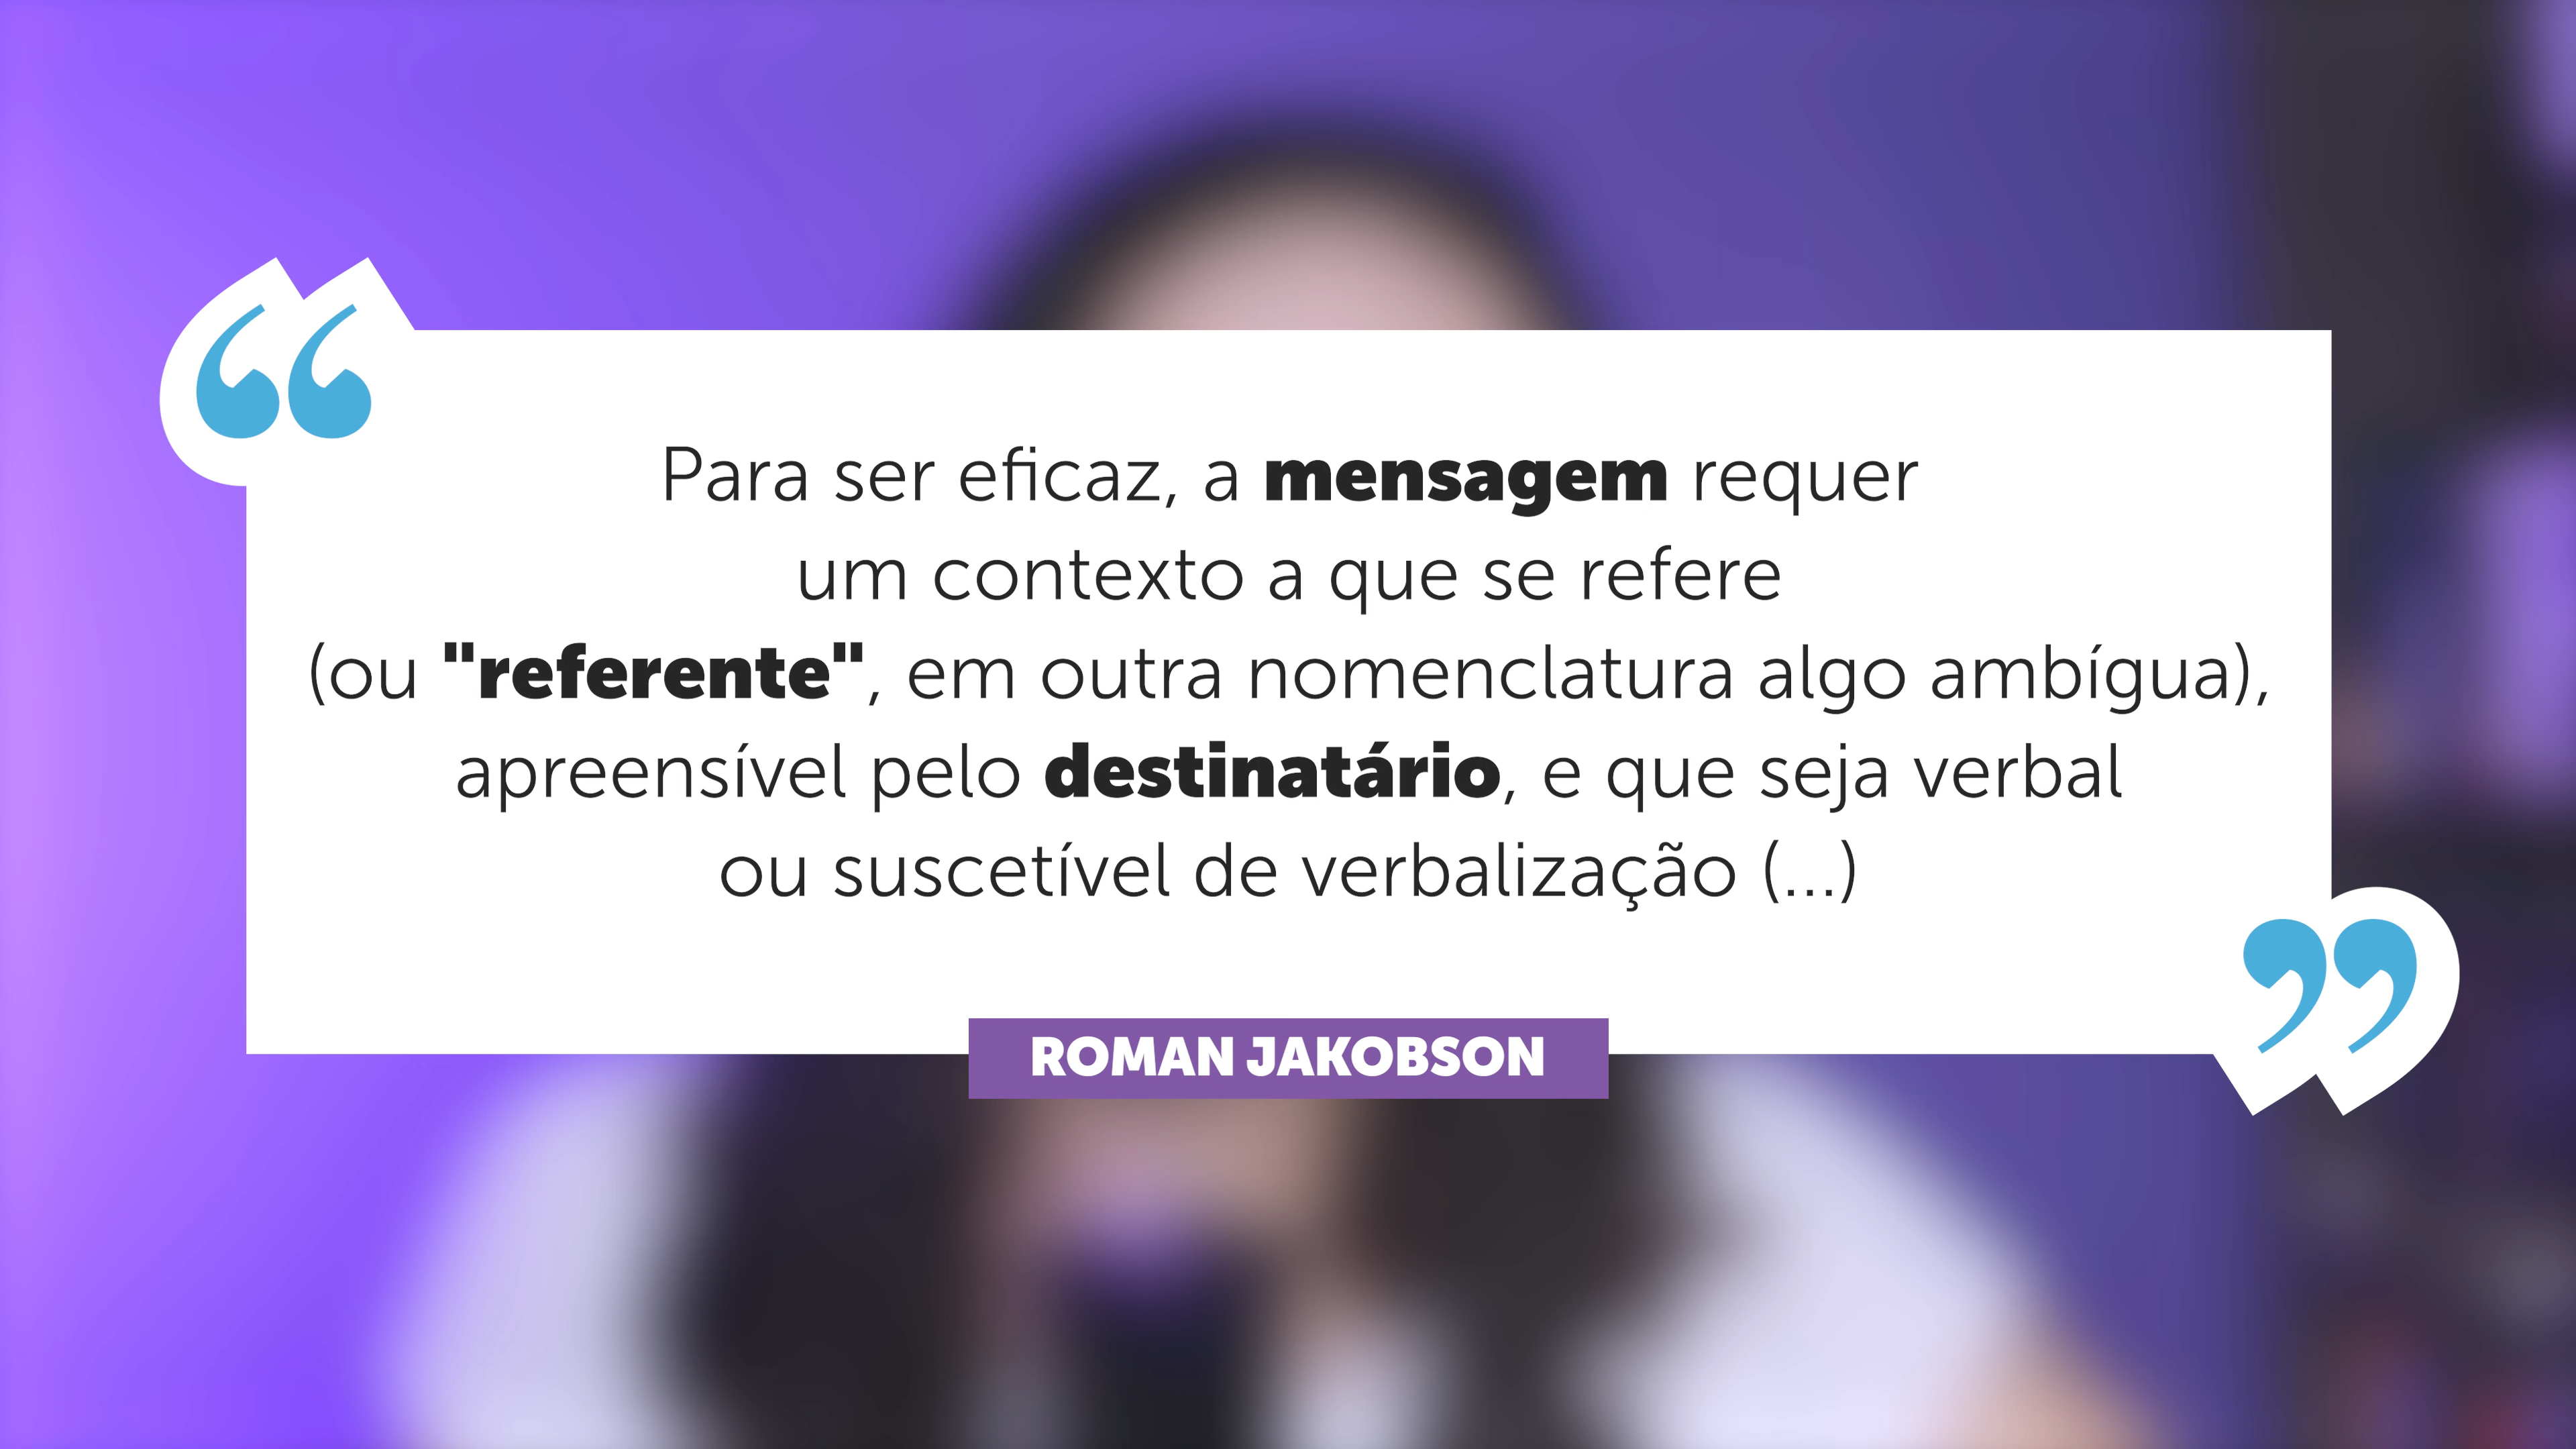 Para ser eficaz, a mensagem requer
um contexto a que se refere
(ou "referente", em outra nomenclatura algo ambígua),
apreensível pelo destinatário, e que seja verbal
ou suscetível de verbalização (...)
ROMAN JAKOBSON